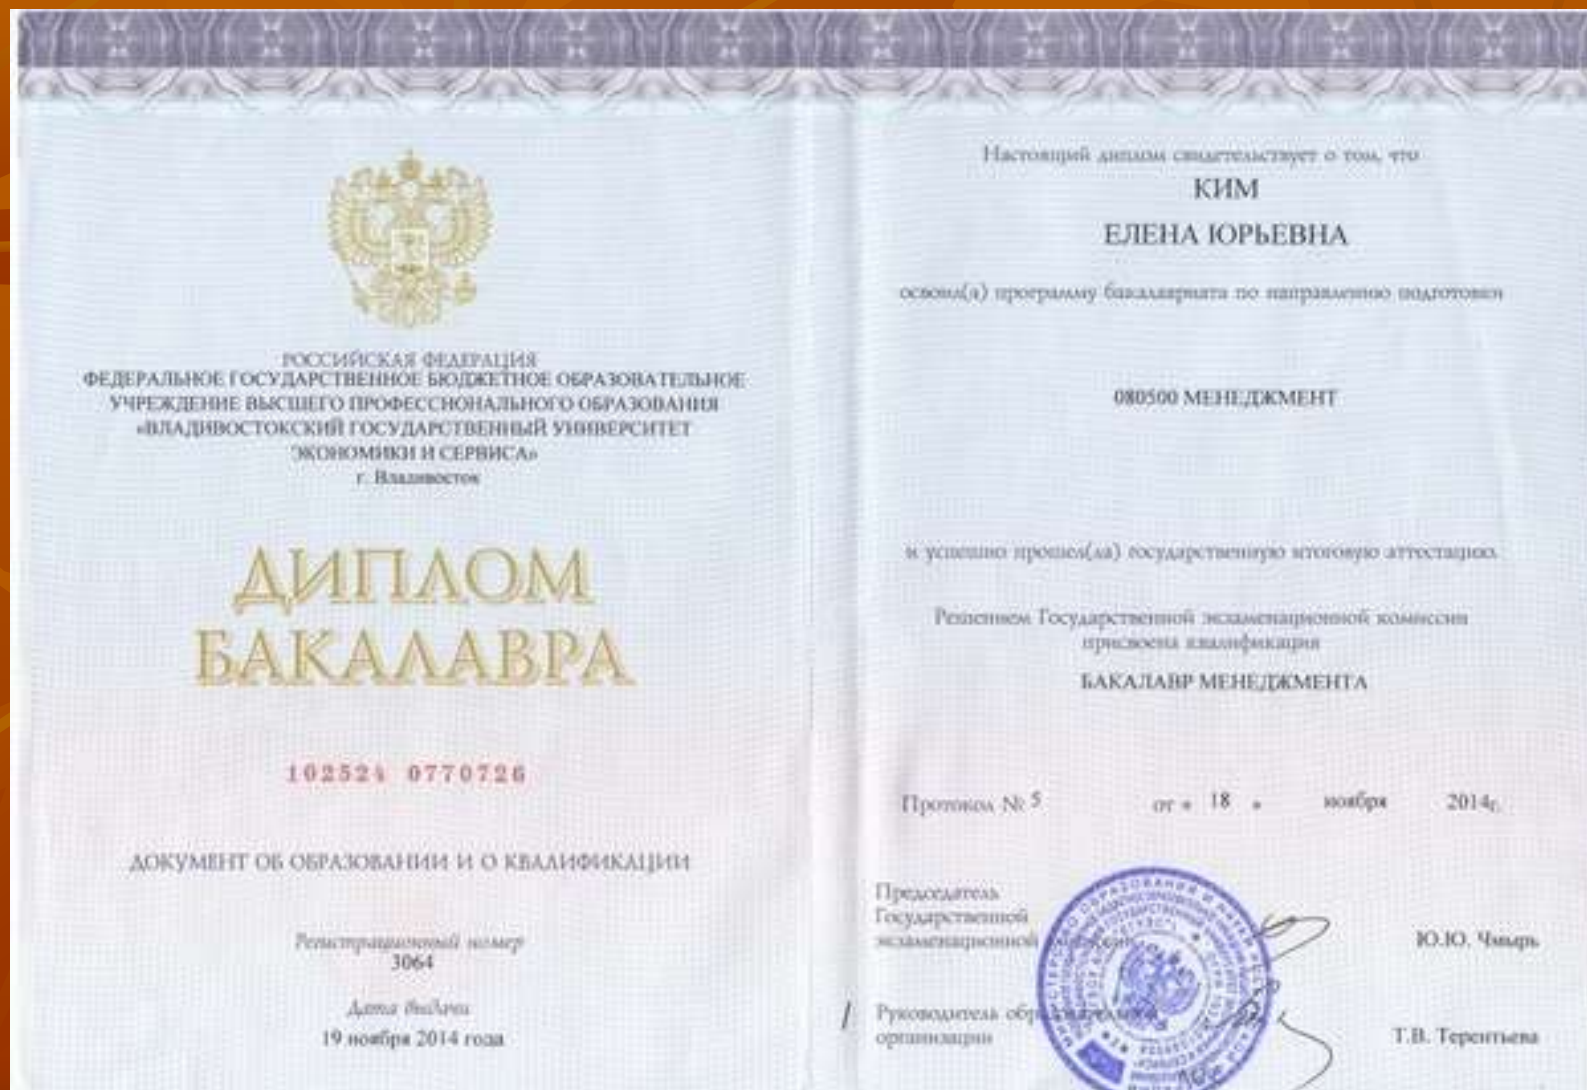 РОССИЙСКАЯ ФЕДЕРАЦИЯ
ФЕДЕРАЛЬНОЕ ГОСУДАРСТВЕННОЕ БЮДЖЕТНОЕ ОБРАЗОВАТЕЛЬНОЕ
УЧРЕЖДЕНИЕ ВЫСШЕГО ПРОФЕССИОНАЛЬНОГО ОБРАЗОВАНИЯ
«ВЛАДИВОСТОКСКИЙ ГОСУДАРСТВЕННЫЙ УНИВЕРСИТЕТ
ЭКОНОМИКИ И СЕРВИСА»
г. Владивосток
ДИПЛОМ
БАКАЛАВРА
102524 0770726
ДОКУМЕНТ ОБ ОБРАЗОВАНИИ И О КВАЛИФИКАЦИИ
Регистрационный номер
3064
Дата выдачи
19 ноября 2014 года
Настоящий диплом свидетельствует о том, что
КИМ
ЕЛЕНА ЮРЬЕВНА
освоил(а) программу бакалавриата по направлению подготовки
080500 МЕНЕДЖМЕНТ
и успешно прошел(ла) государственную итоговую аттестацию.
Решением Государственной экзаменационной комиссии
присвоена квалификация
БАКАЛАВР МЕНЕДЖМЕНТА
Протокол № 5 от « 18 » ноября 2014г.
Председатель
Государственной
экзаменационной
Ю.Ю. Чмырь
Руководитель образовательной
организации
Т.В. Терентьева